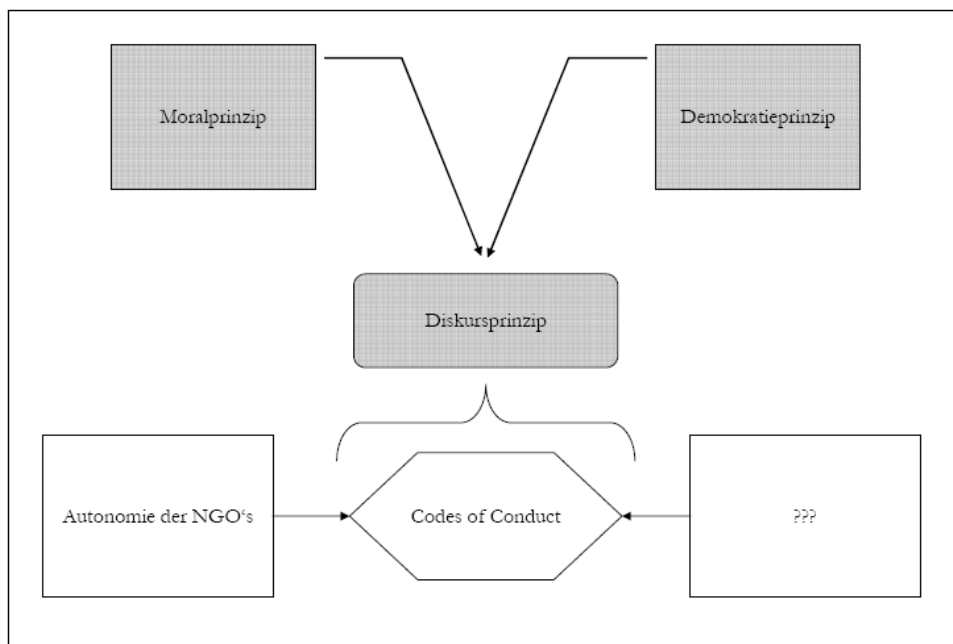 Moralprinzip
Demokratieprinzip
Diskursprinzip
Autonomie der NGO‘s
Codes of Conduct
???